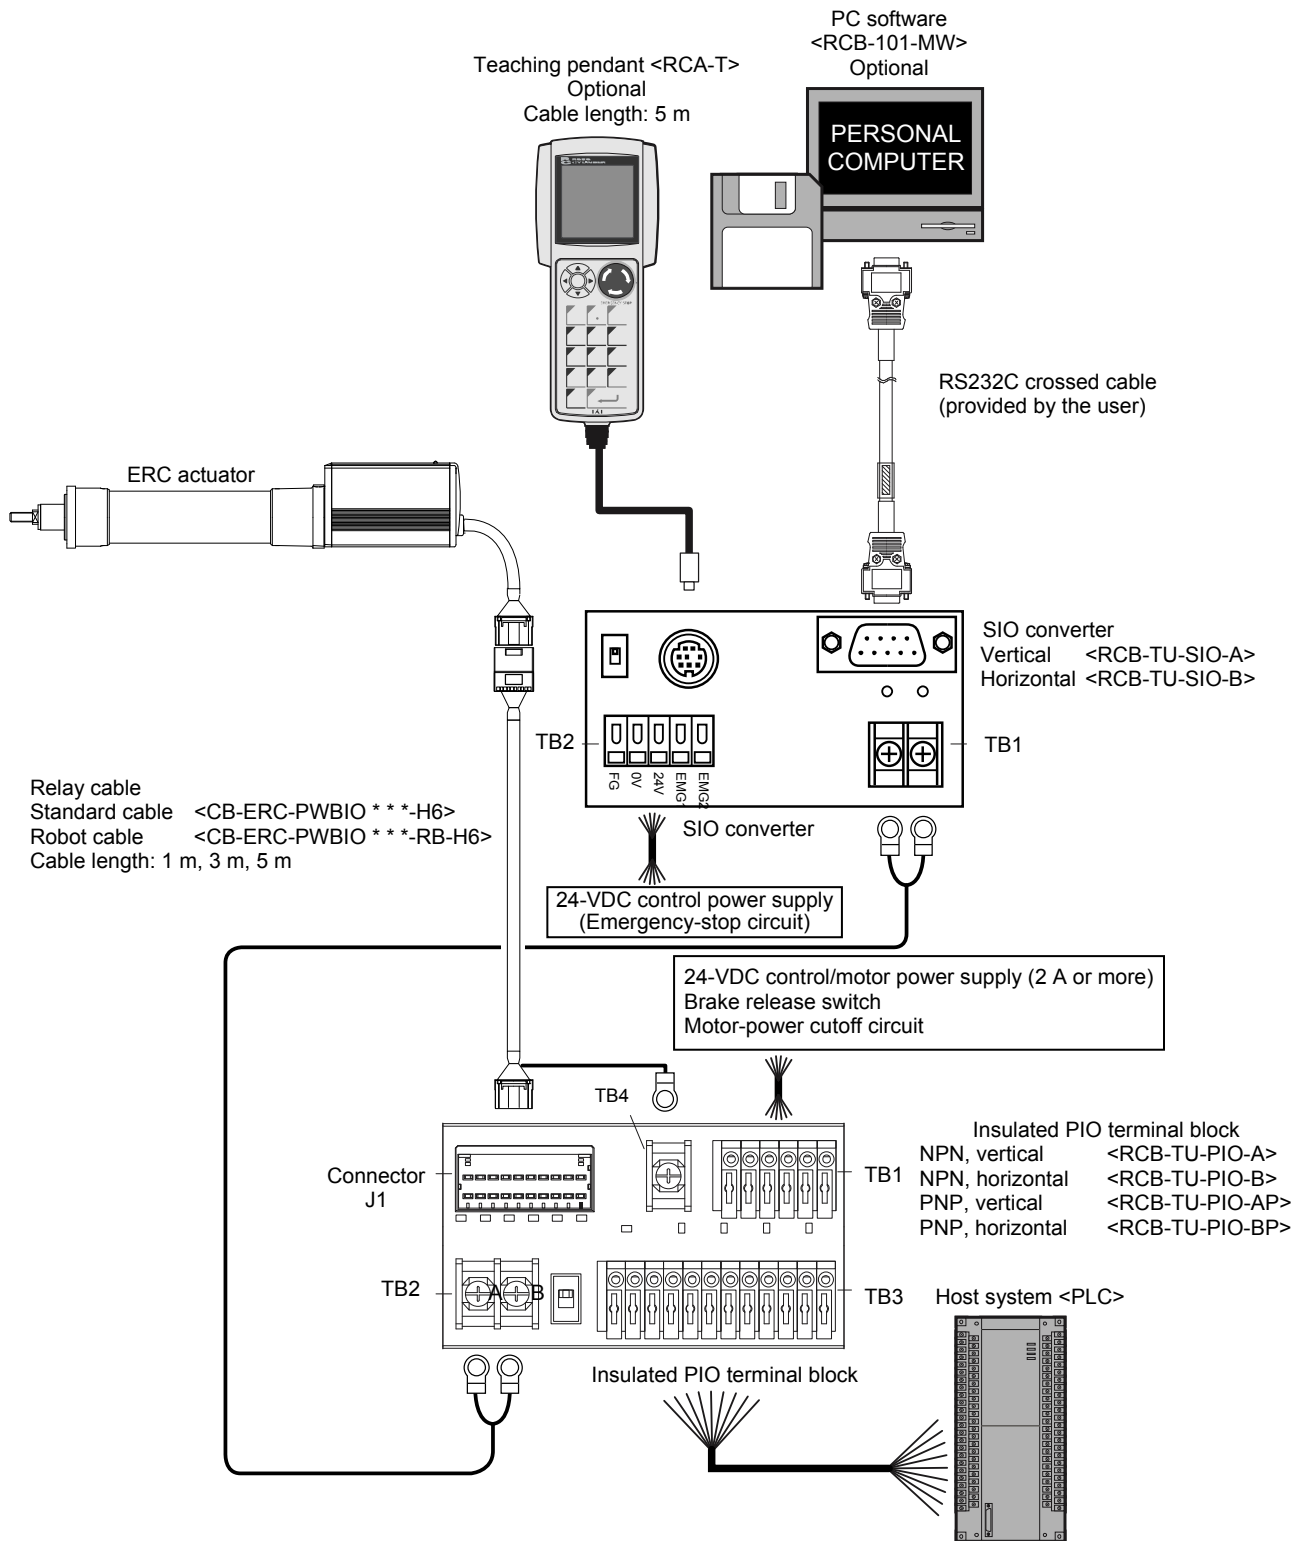 PC software
<RCB-101-MW>
Optional
Teaching pendant <RCA-T>
Optional
Cable length: 5 m
PERSONAL
COMPUTER
RS232C crossed cable
(provided by the user)
ERC actuator
SIO converter
Vertical <RCB-TU-SIO-A>
Horizontal <RCB-TU-SIO-B>
TB2
TB1
FG
0V
24V
EMG1
EMG2
SIO converter
Relay cable
Standard cable <CB-ERC-PWBIO * * *-H6>
Robot cable <CB-ERC-PWBIO * * *-RB-H6>
Cable length: 1 m, 3 m, 5 m
24-VDC control power supply
(Emergency-stop circuit)
24-VDC control/motor power supply (2 A or more)
Brake release switch
Motor-power cutoff circuit
TB4
Connector
J1
TB1
Insulated PIO terminal block
NPN, vertical <RCB-TU-PIO-A>
NPN, horizontal <RCB-TU-PIO-B>
PNP, vertical <RCB-TU-PIO-AP>
PNP, horizontal <RCB-TU-PIO-BP>
TB2
A
B
TB3
Host system <PLC>
Insulated PIO terminal block